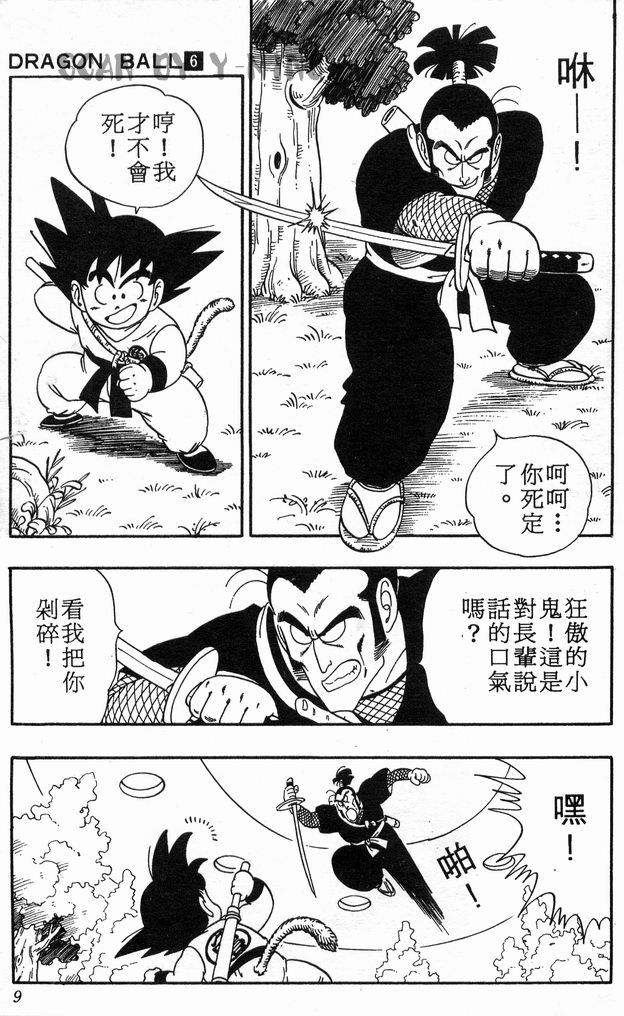 DRAGON BALL 6
咻──！
呵呵…
你死定
了。
哼！我
才不會
死！
狂傲的小
鬼！這是
對長輩說
話的口氣
嗎？
看我把你
剁碎！
嘿！
啪！
9